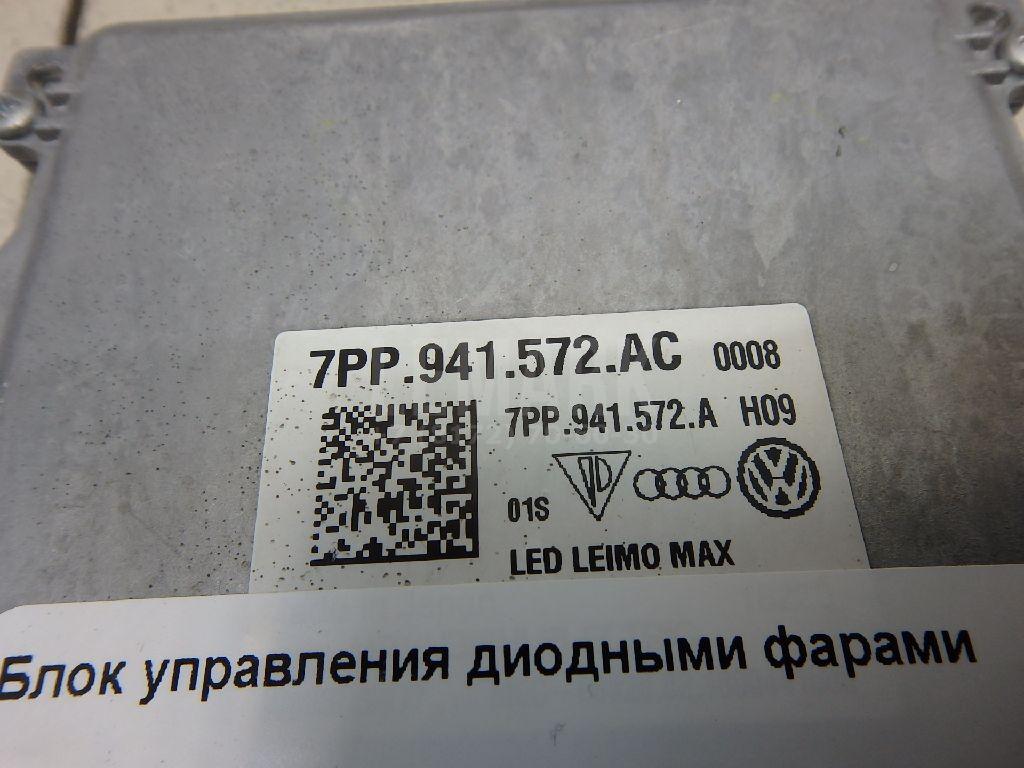 7PP.941.572.AC 0008
7PP.941.572.A H09
01S
LED LEIMO MAX
Блок управления диодными фарами